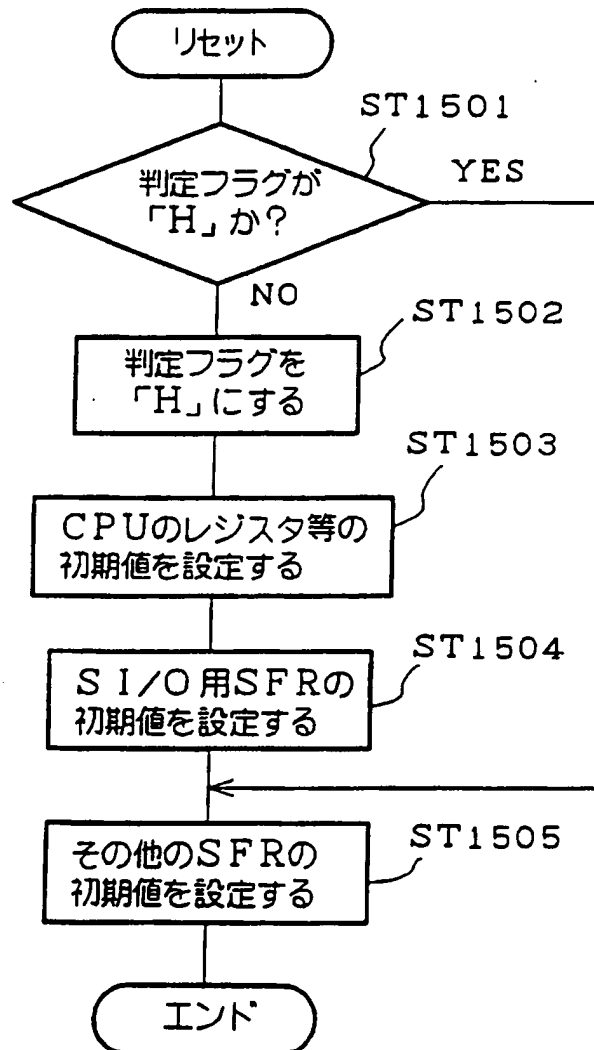 リセット
ST1501
判定フラグが
「H」か?
YES
NO
ST1502
判定フラグを
「H」にする
ST1503
CPUのレジスタ等の
初期値を設定する
ST1504
SI/O用SFRの
初期値を設定する
ST1505
その他のSFRの
初期値を設定する
エンド